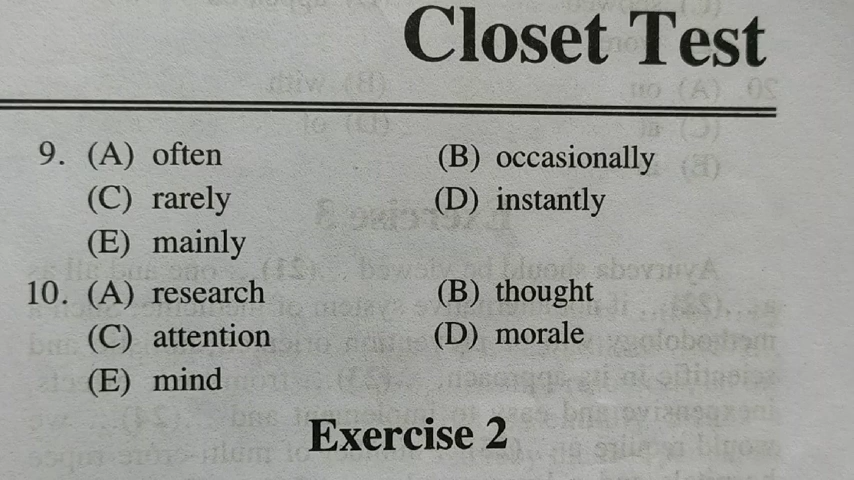 Closet Test
9. (A) often (B) occasionally
(C) rarely (D) instantly
(E) mainly
10. (A) research (B) thought
(C) attention (D) morale
(E) mind
Exercise 2